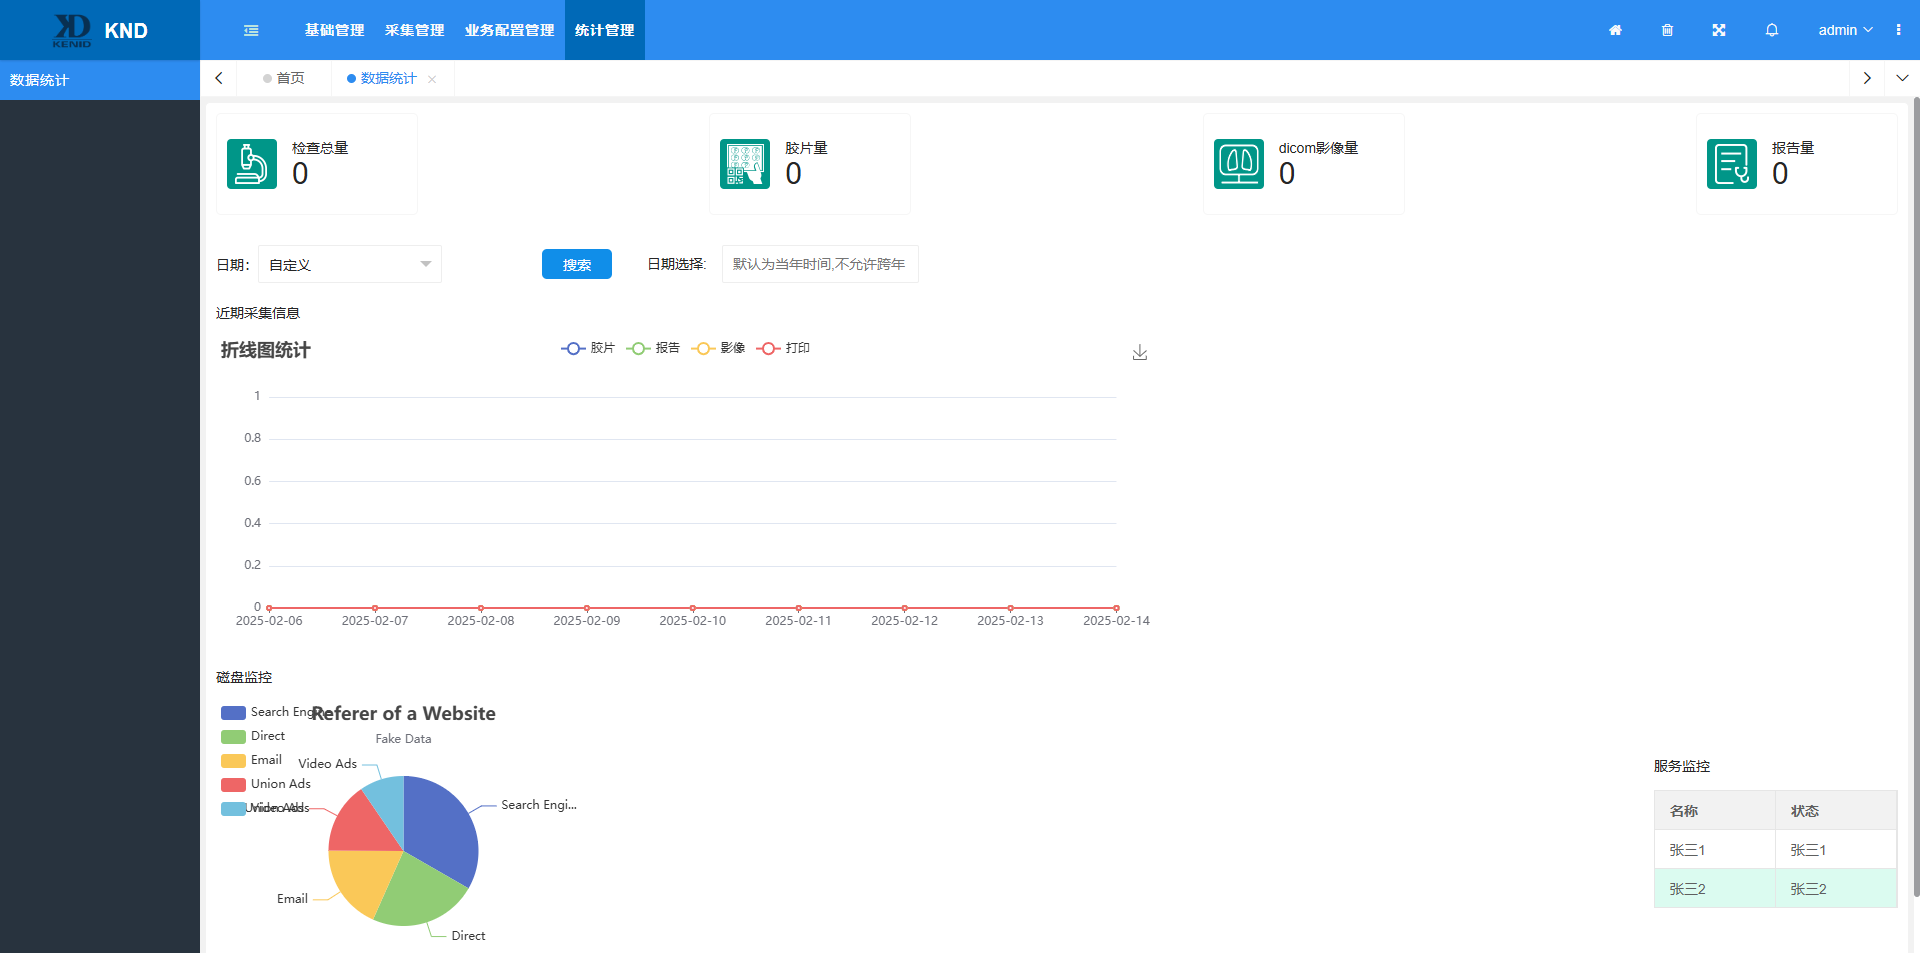 KENID
KND
基础管理 采集管理 业务配置管理 统计管理
admin
数据统计
首页
数据统计
检查总量
0
胶片量
0
dicom影像量
0
报告量
0
日期:
自定义
搜索
日期选择:
默认为当年时间,不允许跨年
近期采集信息
折线图统计
胶片 报告 影像 打印
1
0.8
0.6
0.4
0.2
0
2025-02-06 2025-02-07 2025-02-08 2025-02-09 2025-02-10 2025-02-11 2025-02-12 2025-02-13 2025-02-14
磁盘监控
Referer of a Website
Fake Data
Search Engine
Direct
Email
Union Ads
Video Ads
Video Ads
Search Engi...
Union Ads
Email
Direct
服务监控
名称 状态
张三1 张三1
张三2 张三2